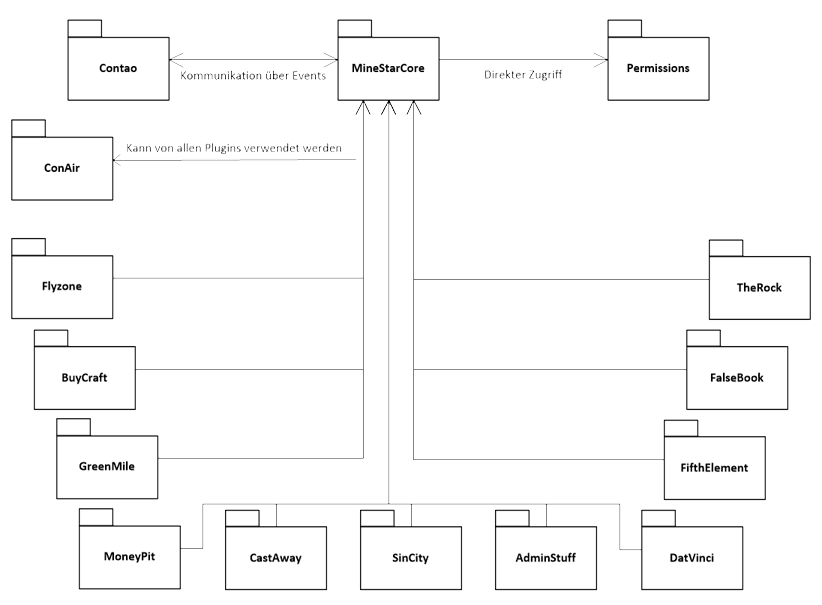 Contao
MineStarCore
Permissions
Kommunikation über Events
Direkter Zugriff
ConAir
Kann von allen Plugins verwendet werden
Flyzone
TheRock
BuyCraft
FalseBook
GreenMile
FifthElement
MoneyPit
CastAway
SinCity
AdminStuff
DatVinci